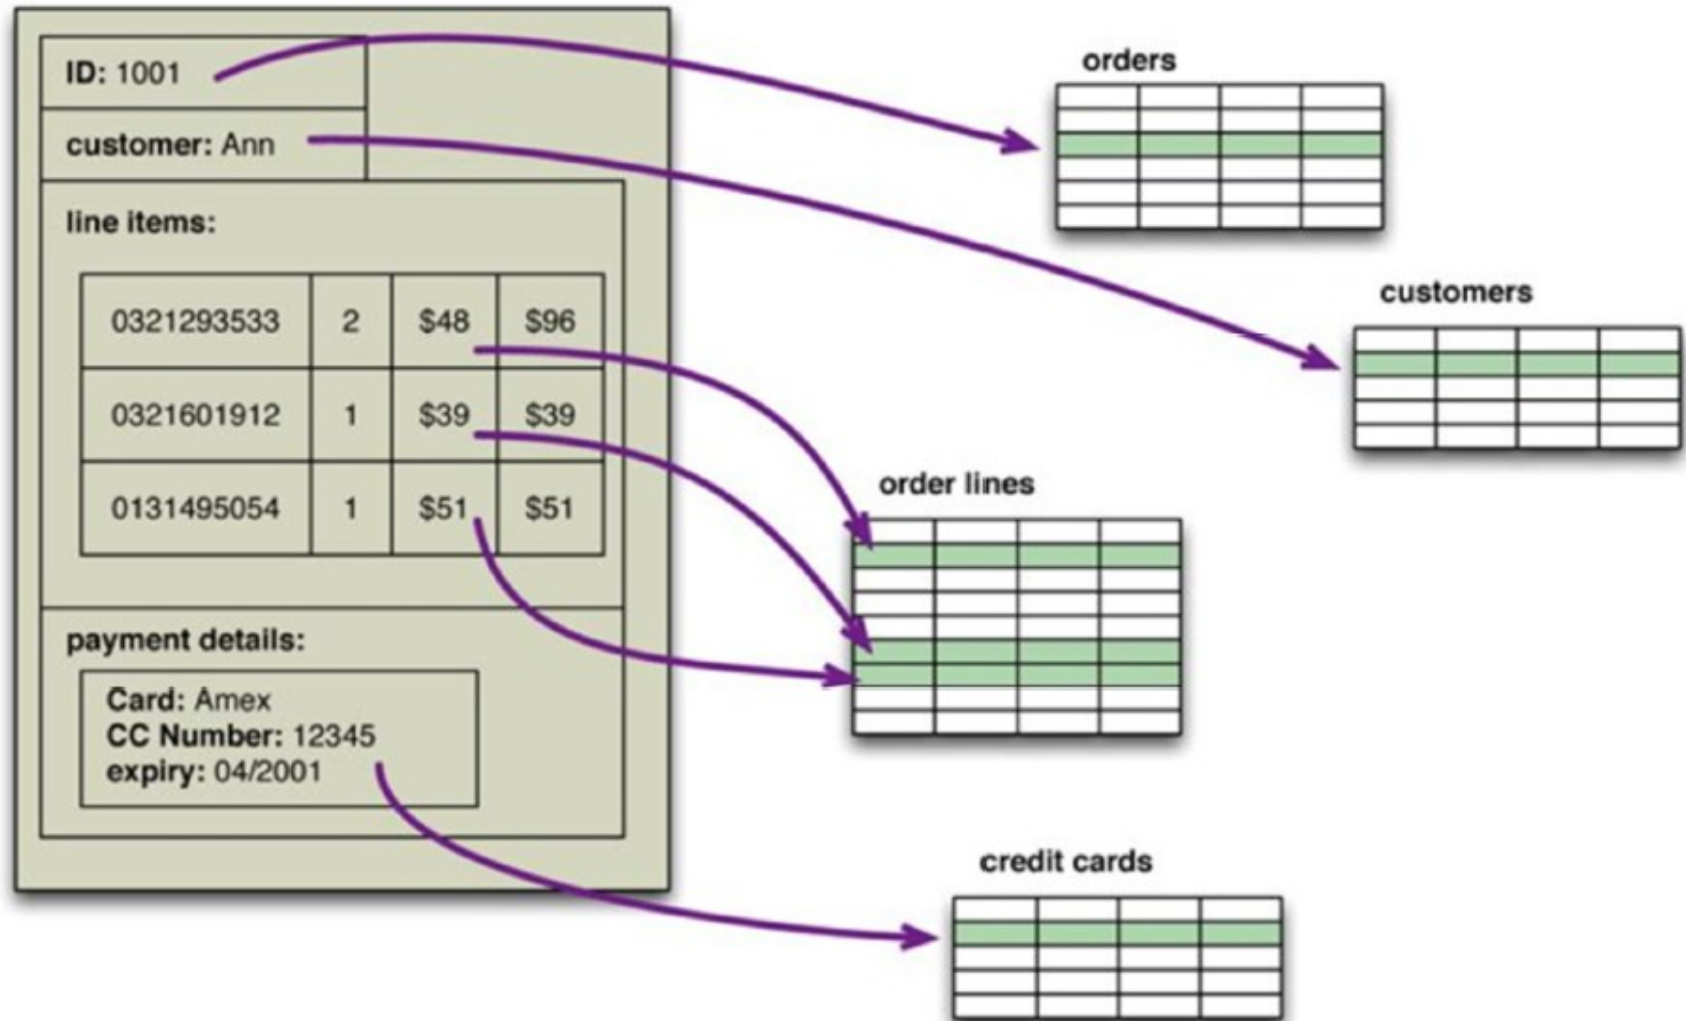 ID: 1001
customer: Ann
line items:
0321293533 2 $48 $96
0321601912 1 $39 $39
0131495054 1 $51 $51
payment details:
Card: Amex
CC Number: 12345
expiry: 04/2001
orders
customers
order lines
credit cards